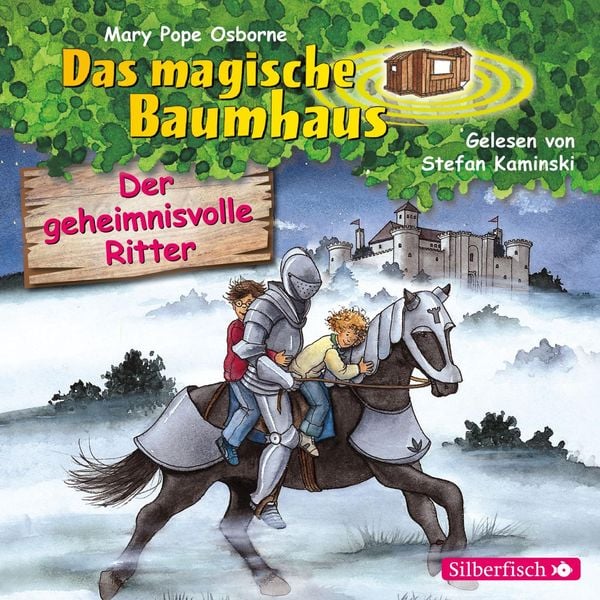 Mary Pope Osborne
Das magische
Baumhaus
Gelesen von
Stefan Kaminski
Der
geheimnisvolle
Ritter
Silberfisch